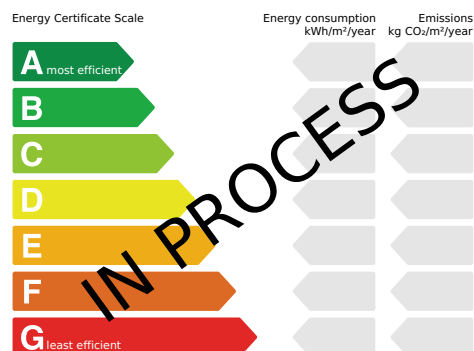 Energy Certificate Scale
Energy consumption
kWh/m²/year
Emissions
kg CO₂/m²/year
A most efficient
B
C
D
E
F
G least efficient
IN PROCESS